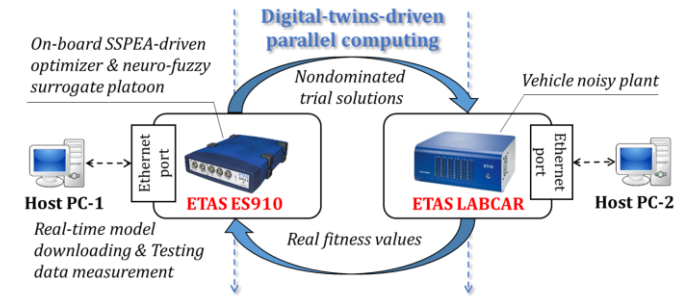 Digital-twins-driven
parallel computing
On-board SSPEA-driven
optimizer & neuro-fuzzy
surrogate platoon
Nondominated
trial solutions
Vehicle noisy plant
Ethernet
port
Ethernet
port
Host PC-1
ETAS ES910
ETAS LABCAR
Host PC-2
Real-time model
downloading & Testing
data measurement
Real fitness values